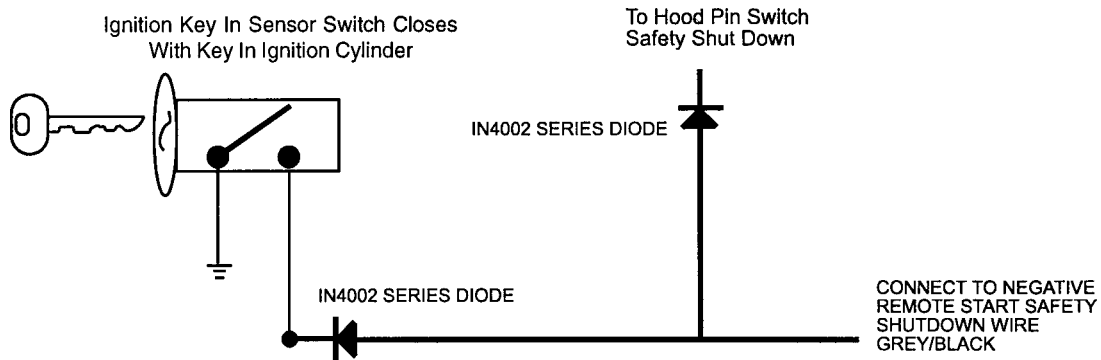 Ignition Key In Sensor Switch Closes
With Key In Ignition Cylinder
To Hood Pin Switch
Safety Shut Down
IN4002 SERIES DIODE
IN4002 SERIES DIODE
CONNECT TO NEGATIVE
REMOTE START SAFETY
SHUTDOWN WIRE
GREY/BLACK